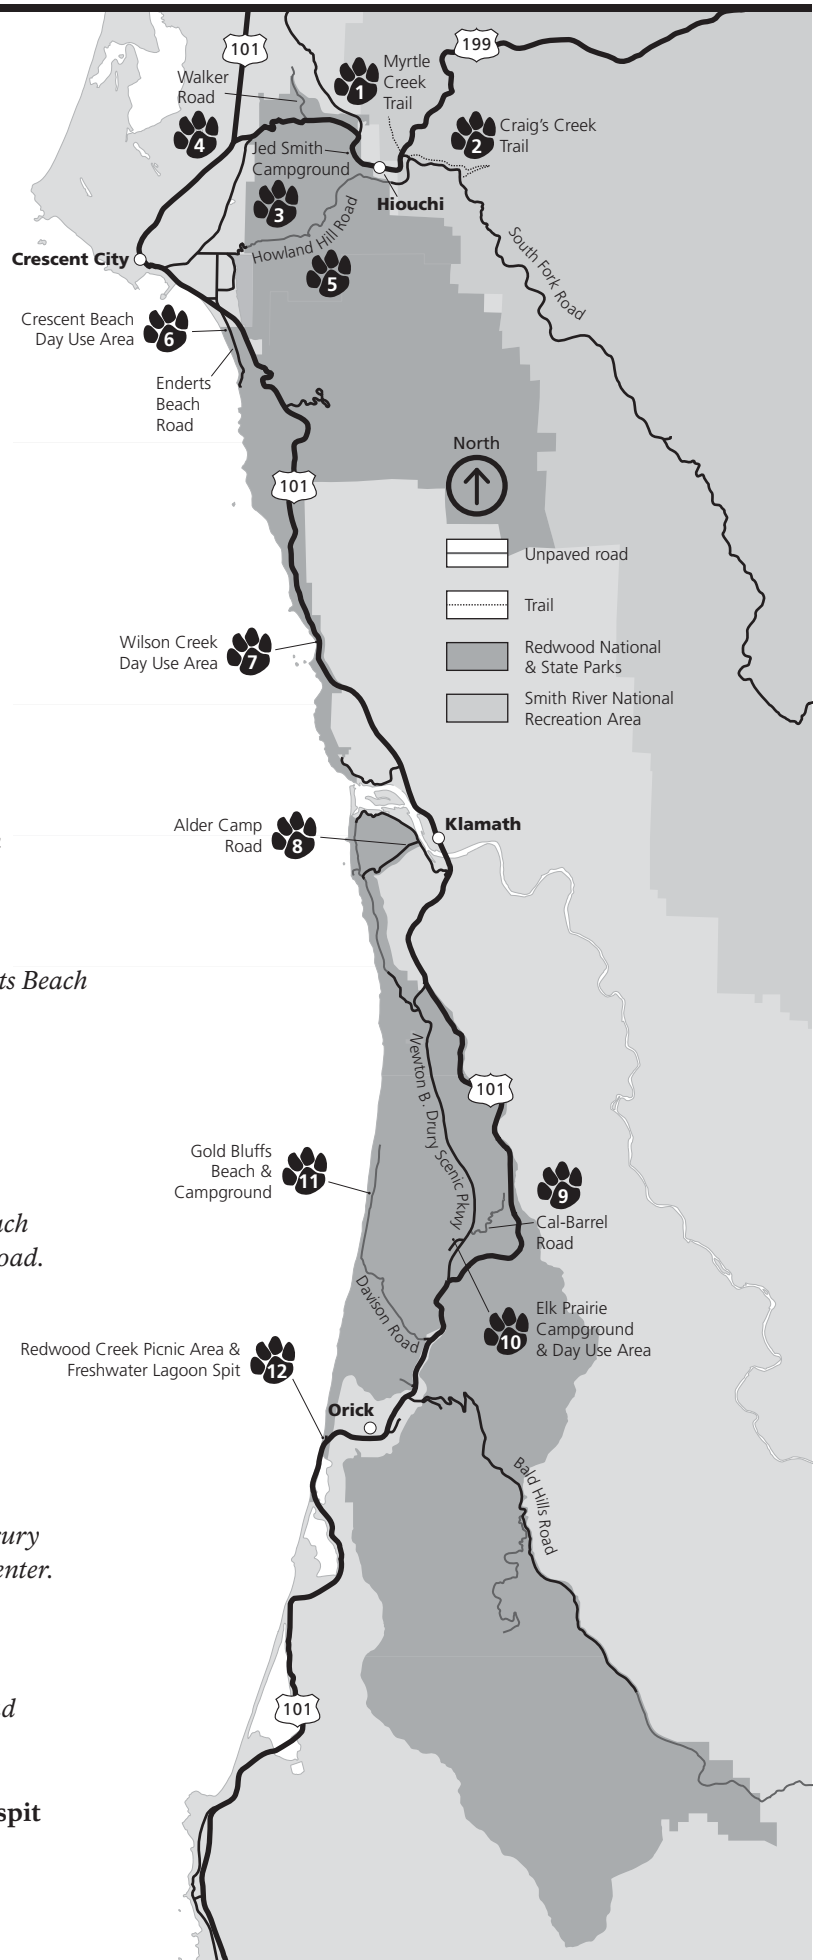 101
199
Walker
Road
1
Myrtle
Creek
Trail
4
2
Craig's Creek
Trail
Jed Smith
Campground
Hiouchi
3
Howland Hill Road
South Fork Road
Crescent City
5
Crescent Beach
Day Use Area
6
Enderts
Beach
Road
North
101
Unpaved road
Trail
Wilson Creek
Day Use Area
7
Redwood National
& State Parks
Smith River National
Recreation Area
Alder Camp
Road
8
Klamath
ts Beach
Newton B. Drury Scenic Pkwy
101
Gold Bluffs
Beach &
Campground
11
9
Cal-Barrel
Road
ach
oad.
Davison Road
10
Elk Prairie
Campground
& Day Use Area
Redwood Creek Picnic Area &
Freshwater Lagoon Spit
12
Orick
Bald Hills Road
rury
enter.
d
101
spit